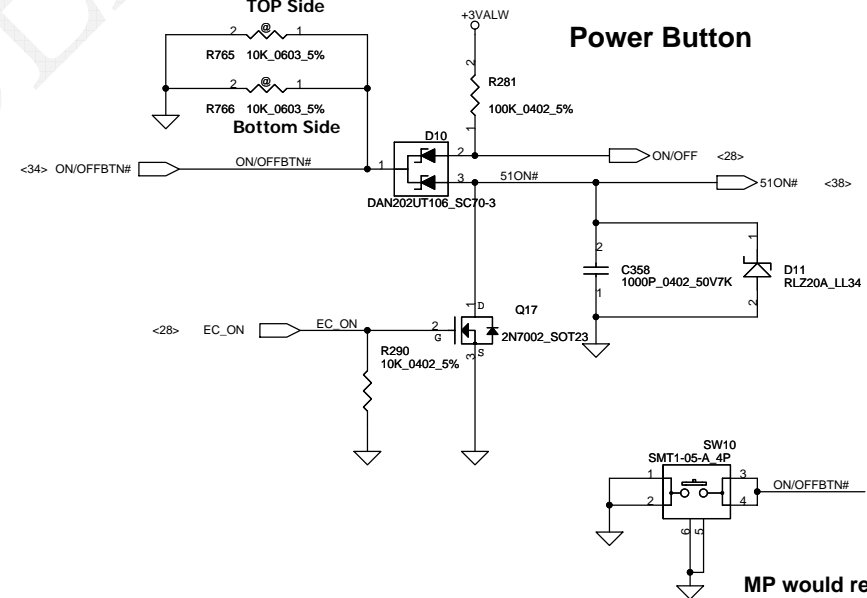 TOP Side
2 @ 1
R765 10K_0603_5%
2 @ 1
R766 10K_0603_5%
Bottom Side
+3VALW
Power Button
2
R281
100K_0402_5%
1
D10
<34> ON/OFFBTN#
ON/OFFBTN#
1
2
3
DAN202UT106_SC70-3
ON/OFF <28>
51ON#
51ON# <38>
2
C358
1000P_0402_50V7K
1
1
D11
RLZ20A_LL34
2
<28> EC_ON
EC_ON
R290
10K_0402_5%
1
D
Q17
2
G
2N7002_SOT23
3
S
SW10
SMT1-05-A_4P
1
2
3
4
ON/OFFBTN#
6
5
MP would re